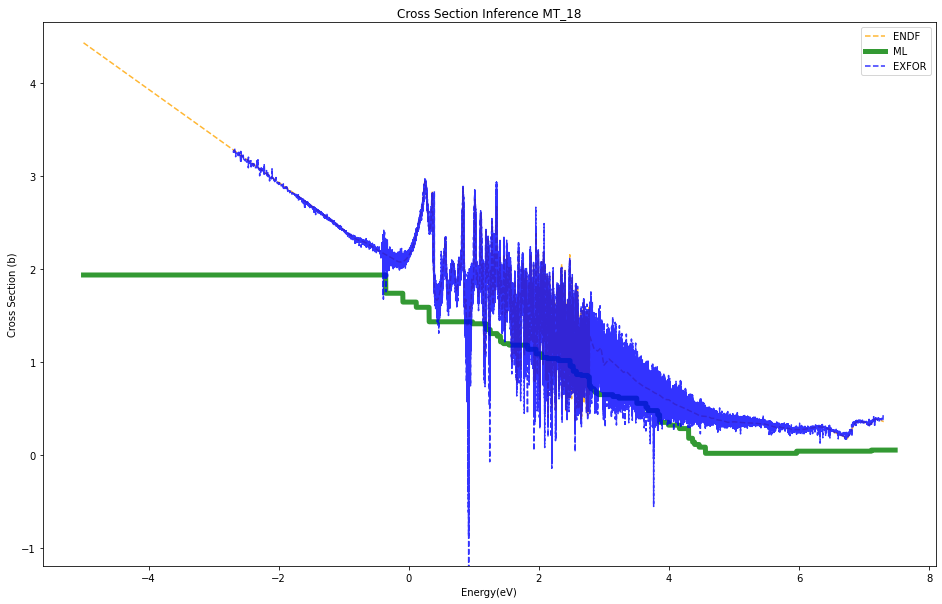 Cross Section Inference MT_18
ENDF
ML
EXFOR
Cross Section (b)
4
3
2
1
0
−1
−4
−2
0
2
4
6
8
Energy(eV)